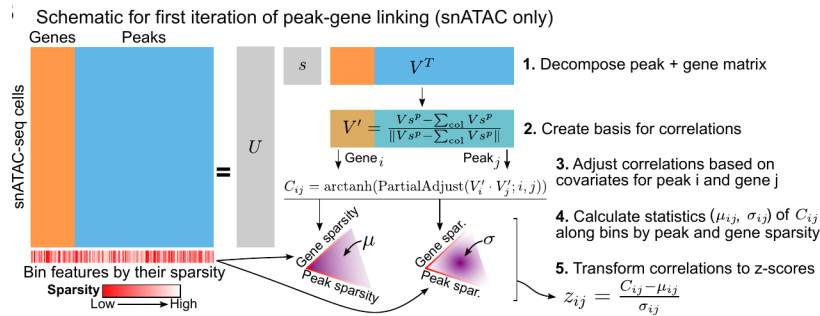 Schematic for first iteration of peak-gene linking (snATAC only)
Genes Peaks
snATAC-seq cells
=
U
s
V^T
1. Decompose peak + gene matrix
V′ = (Vs^p − ∑_col Vs^p) / ‖Vs^p − ∑_col Vs^p‖
2. Create basis for correlations
Gene_i Peak_j
3. Adjust correlations based on
covariates for peak i and gene j
C_ij = arctanh(PartialAdjust(V′_i · V′_j; i, j))
4. Calculate statistics (μ_ij, σ_ij) of C_ij
along bins by peak and gene sparsity
Gene sparsity
μ
Peak sparsity
Gene spar.
σ
Peak spar.
Bin features by their sparsity
Sparsity
Low High
5. Transform correlations to z-scores
z_ij = (C_ij − μ_ij) / σ_ij